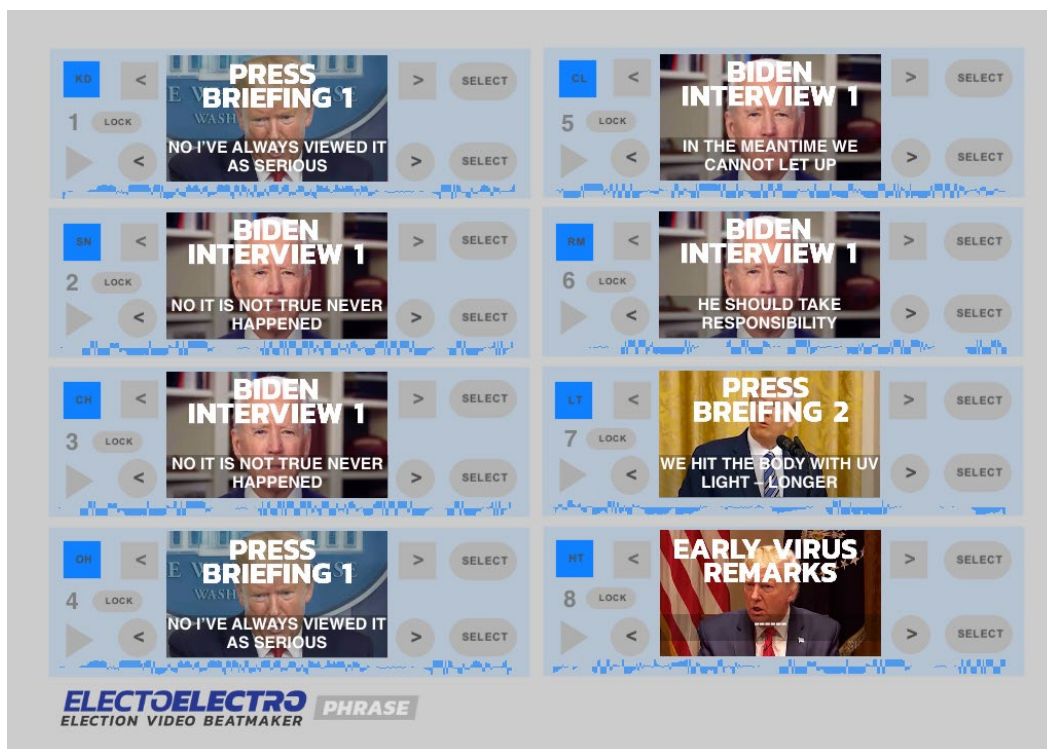 KD < PRESS BRIEFING 1 > SELECT
E W SE
WASH
1 LOCK
< NO I'VE ALWAYS VIEWED IT > SELECT
AS SERIOUS
SN < BIDEN > SELECT
INTERVIEW 1
2 LOCK
< NO IT IS NOT TRUE NEVER > SELECT
HAPPENED
CH < BIDEN > SELECT
INTERVIEW 1
3 LOCK
< NO IT IS NOT TRUE NEVER > SELECT
HAPPENED
OH < PRESS > SELECT
BRIEFING 1
WASH
4 LOCK
< NO I'VE ALWAYS VIEWED IT > SELECT
AS SERIOUS
CL < BIDEN > SELECT
INTERVIEW 1
5 LOCK
< IN THE MEANTIME WE > SELECT
CANNOT LET UP
RM < BIDEN > SELECT
INTERVIEW 1
6 LOCK
< HE SHOULD TAKE > SELECT
RESPONSIBILITY
LT < PRESS > SELECT
BREIFING 2
7 LOCK
< WE HIT THE BODY WITH UV > SELECT
LIGHT – LONGER
HT < EARLY VIRUS > SELECT
REMARKS
8 LOCK
< ------ > SELECT
ELECTOELECTRO PHRASE
ELECTION VIDEO BEATMAKER